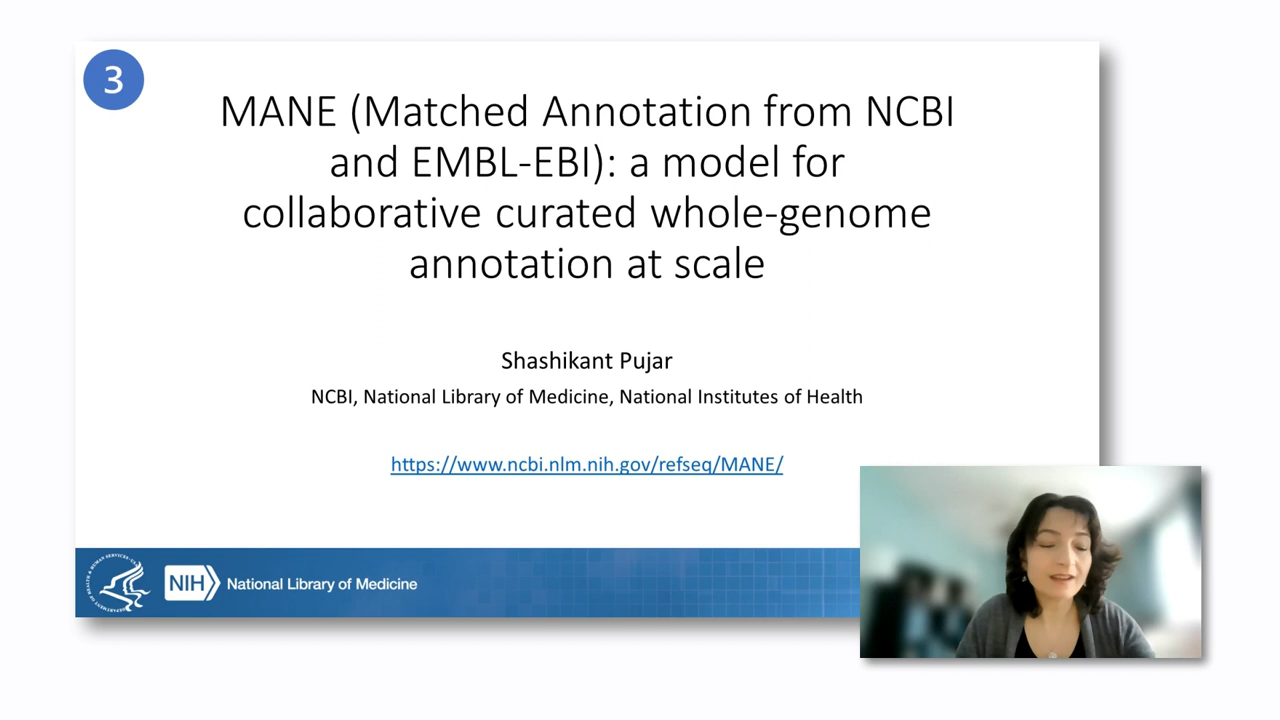 3
MANE (Matched Annotation from NCBI
and EMBL-EBI): a model for
collaborative curated whole-genome
annotation at scale
Shashikant Pujar
NCBI, National Library of Medicine, National Institutes of Health
https://www.ncbi.nlm.nih.gov/refseq/MANE/
NIH National Library of Medicine